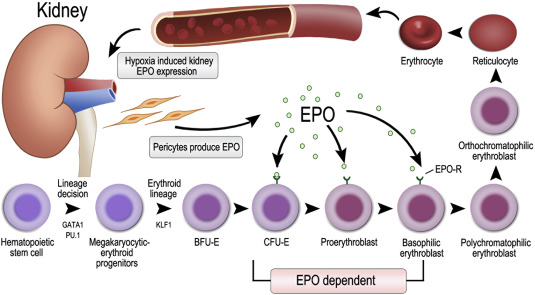 Kidney
Hypoxia induced kidney
EPO expression
Erythrocyte
Reticulocyte
Pericytes produce EPO
EPO
Orthochromatophilic
erythroblast
EPO-R
Lineage
decision
GATA1
PU.1
Erythroid
lineage
KLF1
Hematopoietic
stem cell
Megakaryocytic-
erythroid
progenitors
BFU-E
CFU-E
Proerythroblast
Basophilic
erythroblast
Polychromatophilic
erythroblast
EPO dependent